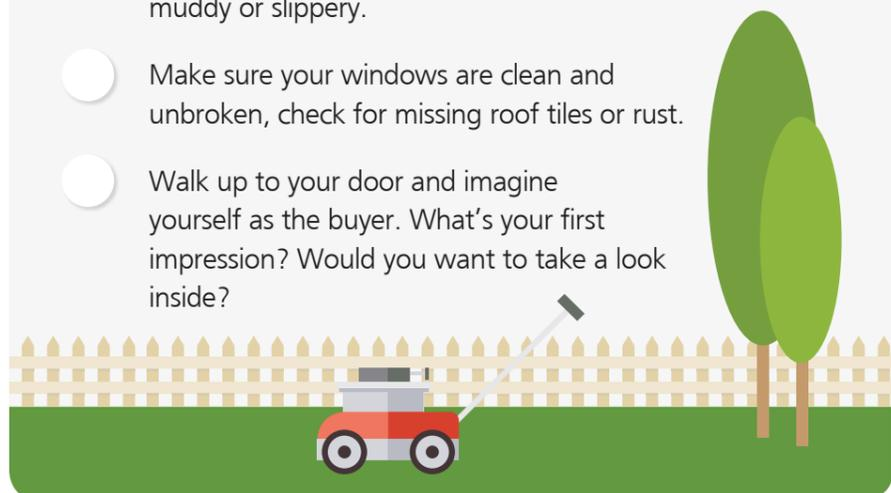 muddy or slippery.
Make sure your windows are clean and
unbroken, check for missing roof tiles or rust.
Walk up to your door and imagine
yourself as the buyer. What's your first
impression? Would you want to take a look
inside?